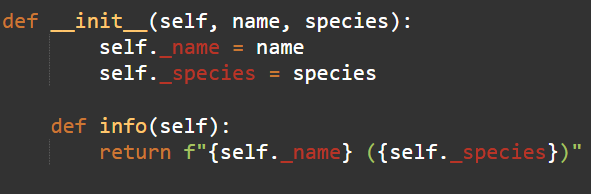 def __init__(self, name, species):
        self._name = name
        self._species = species

    def info(self):
        return f"{self._name} ({self._species})"